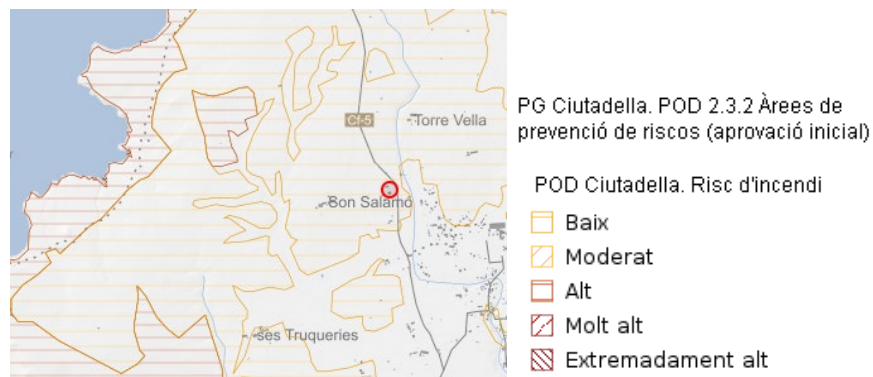 Cf-5
Torre Vella
Son Salamó
ses Truqueries
PG Ciutadella. POD 2.3.2 Àrees de
prevenció de riscos (aprovació inicial)
POD Ciutadella. Risc d'incendi
Baix
Moderat
Alt
Molt alt
Extremadament alt